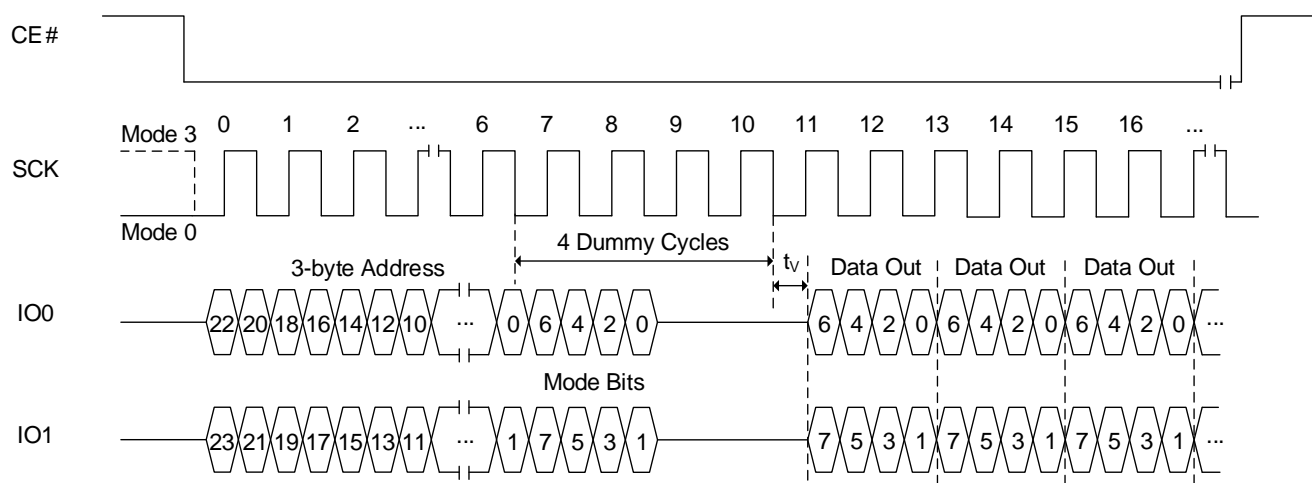 CE#
0 1 2 ... 6 7 8 9 10 11 12 13 14 15 16 ...
Mode 3
SCK
Mode 0
4 Dummy Cycles
3-byte Address
tV
Data Out Data Out Data Out
IO0
22 20 18 16 14 12 10 ... 0 6 4 2 0 6 4 2 0 6 4 2 0 6 4 2 0 ...
Mode Bits
IO1
23 21 19 17 15 13 11 ... 1 7 5 3 1 7 5 3 1 7 5 3 1 7 5 3 1 ...